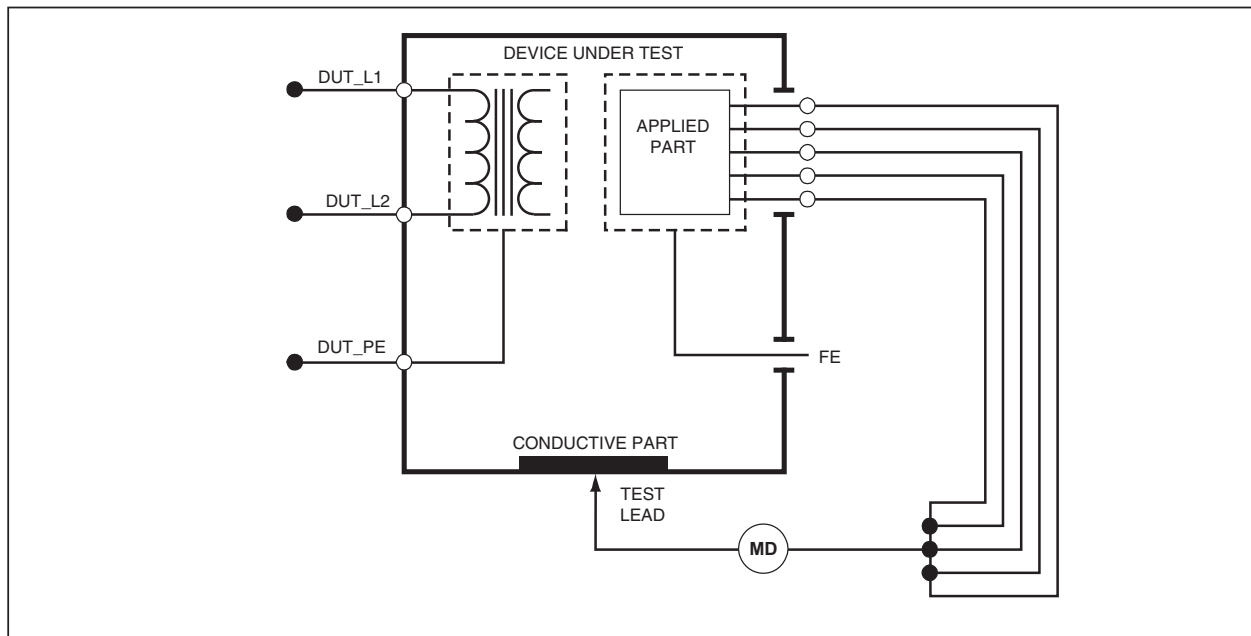 DEVICE UNDER TEST
DUT_L1
APPLIED
PART
DUT_L2
DUT_PE
FE
CONDUCTIVE PART
TEST
LEAD
MD